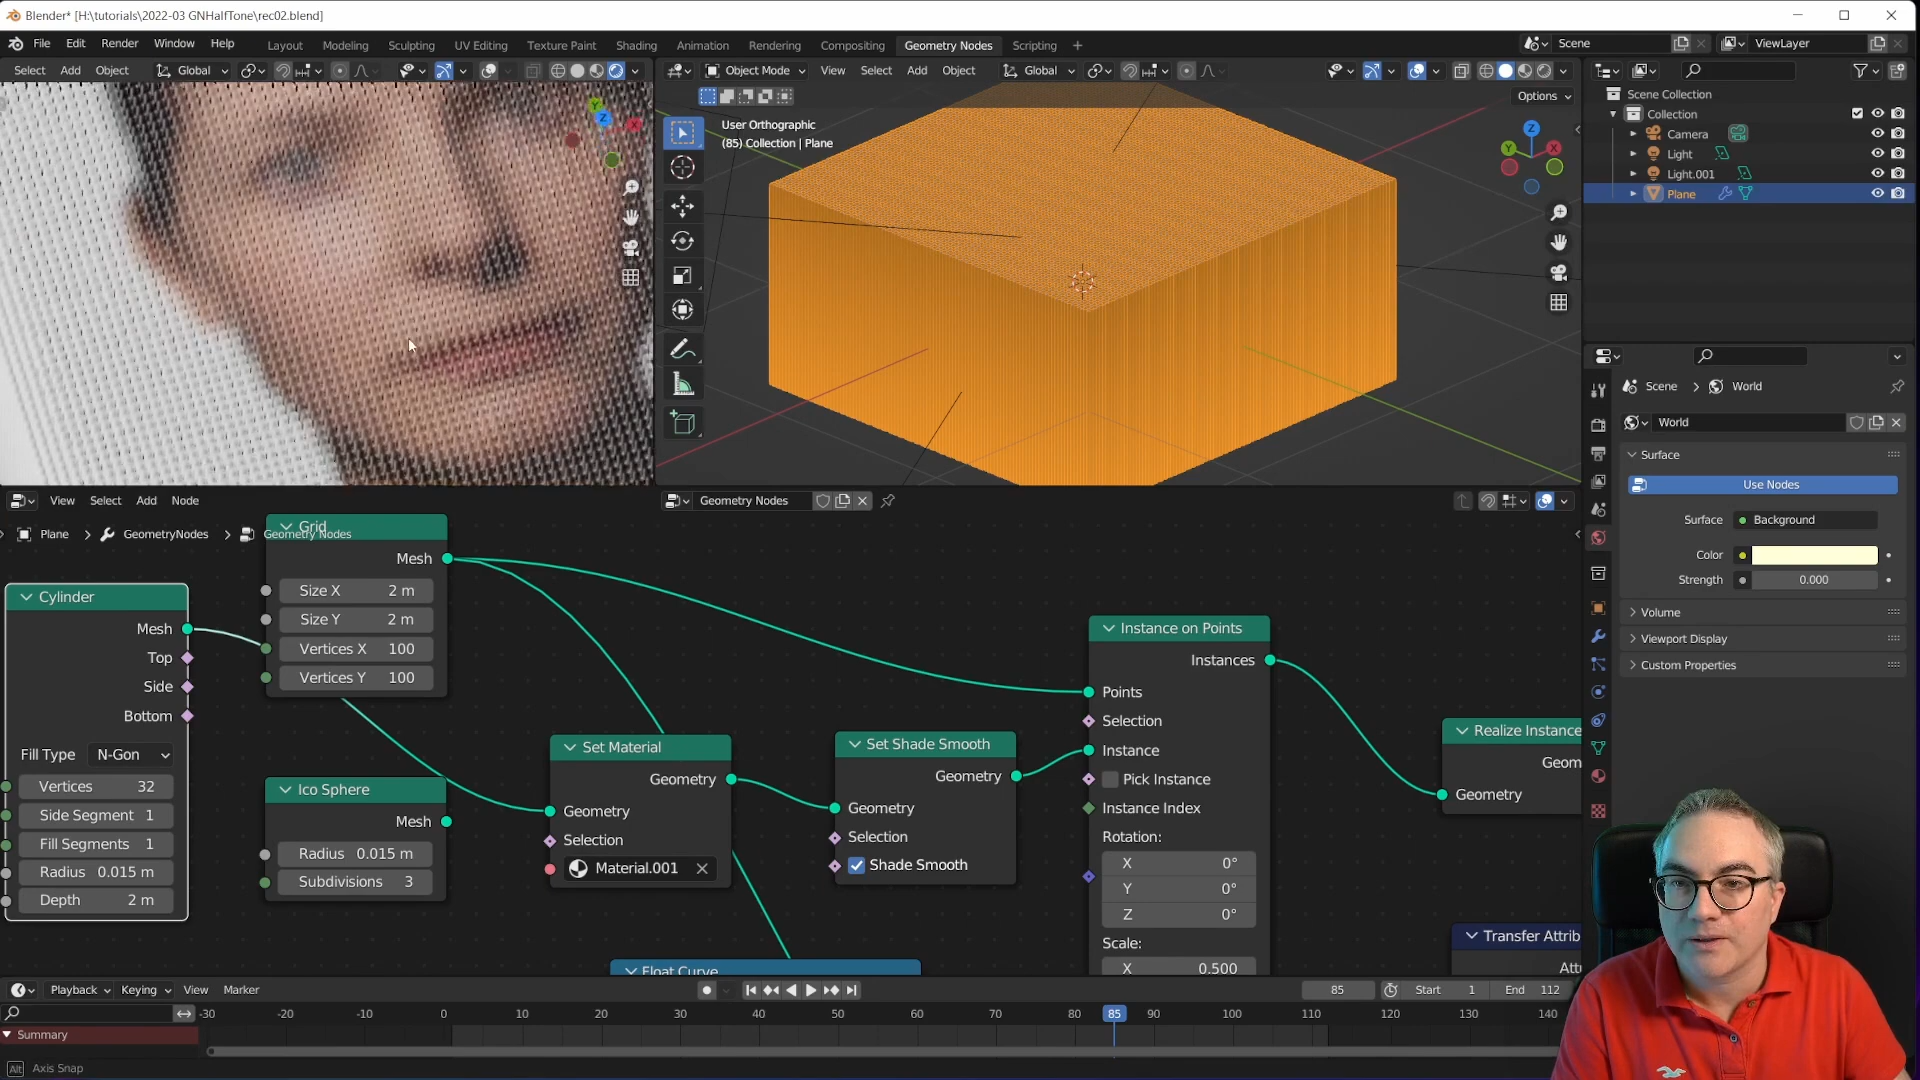 Blender* [H:\tutorials\2022-03 GNHalfTone\rec02.blend]
File Edit Render Window Help Layout Modeling Sculpting UV Editing Texture Paint Shading Animation Rendering Compositing Geometry Nodes Scripting + Scene ViewLayer
Select Add Object Global Object Mode View Select Add Object Global
Options
User Orthographic
(85) Collection | Plane
Y
Z
X
Z
Y
X
Scene Collection
Collection
Camera
Light
Light.001
Plane
Scene > World
World
Surface
Use Nodes
Surface Background
Color
Strength 0.000
Volume
Viewport Display
Custom Properties
View Select Add Node Geometry Nodes
Plane > GeometryNodes > Geometry Nodes
Grid
Mesh
Size X 2 m
Size Y 2 m
Vertices X 100
Vertices Y 100
Cylinder
Mesh
Top
Side
Bottom
Fill Type N-Gon
Vertices 32
Side Segment 1
Fill Segments 1
Radius 0.015 m
Depth 2 m
Ico Sphere
Mesh
Radius 0.015 m
Subdivisions 3
Set Material
Geometry
Geometry
Selection
Material.001
Set Shade Smooth
Geometry
Geometry
Selection
Shade Smooth
Instance on Points
Instances
Points
Selection
Instance
Pick Instance
Instance Index
Rotation:
X 0°
Y 0°
Z 0°
Scale:
X 0.500
Realize Instance
Geom
Geometry
Transfer Attrib
Att
Float Curve
Playback Keying View Marker 85 Start 1 End 112
-30 -20 -10 0 10 20 30 40 50 60 70 80 85 90 100 110 120 130 140
Summary
Alt Axis Snap